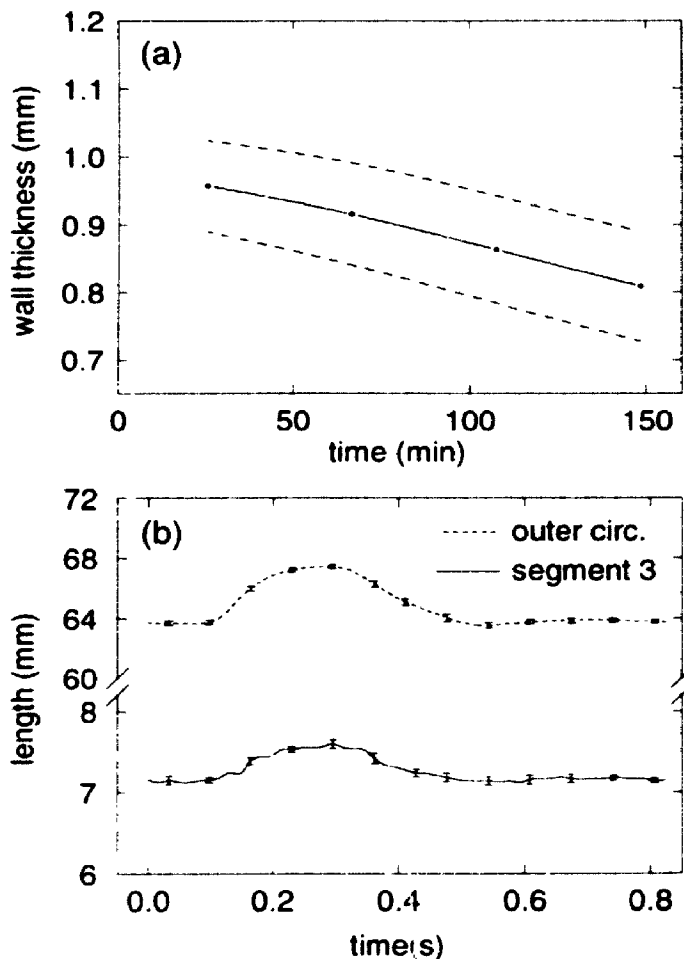 1.2
(a)
1.1
1.0
0.9
0.8
0.7
wall thickness (mm)
0 50 100 150
time (min)
72
(b)
outer circ.
68
segment 3
64
60
8
7
6
length (mm)
0.0 0.2 0.4 0.6 0.8
time(s)